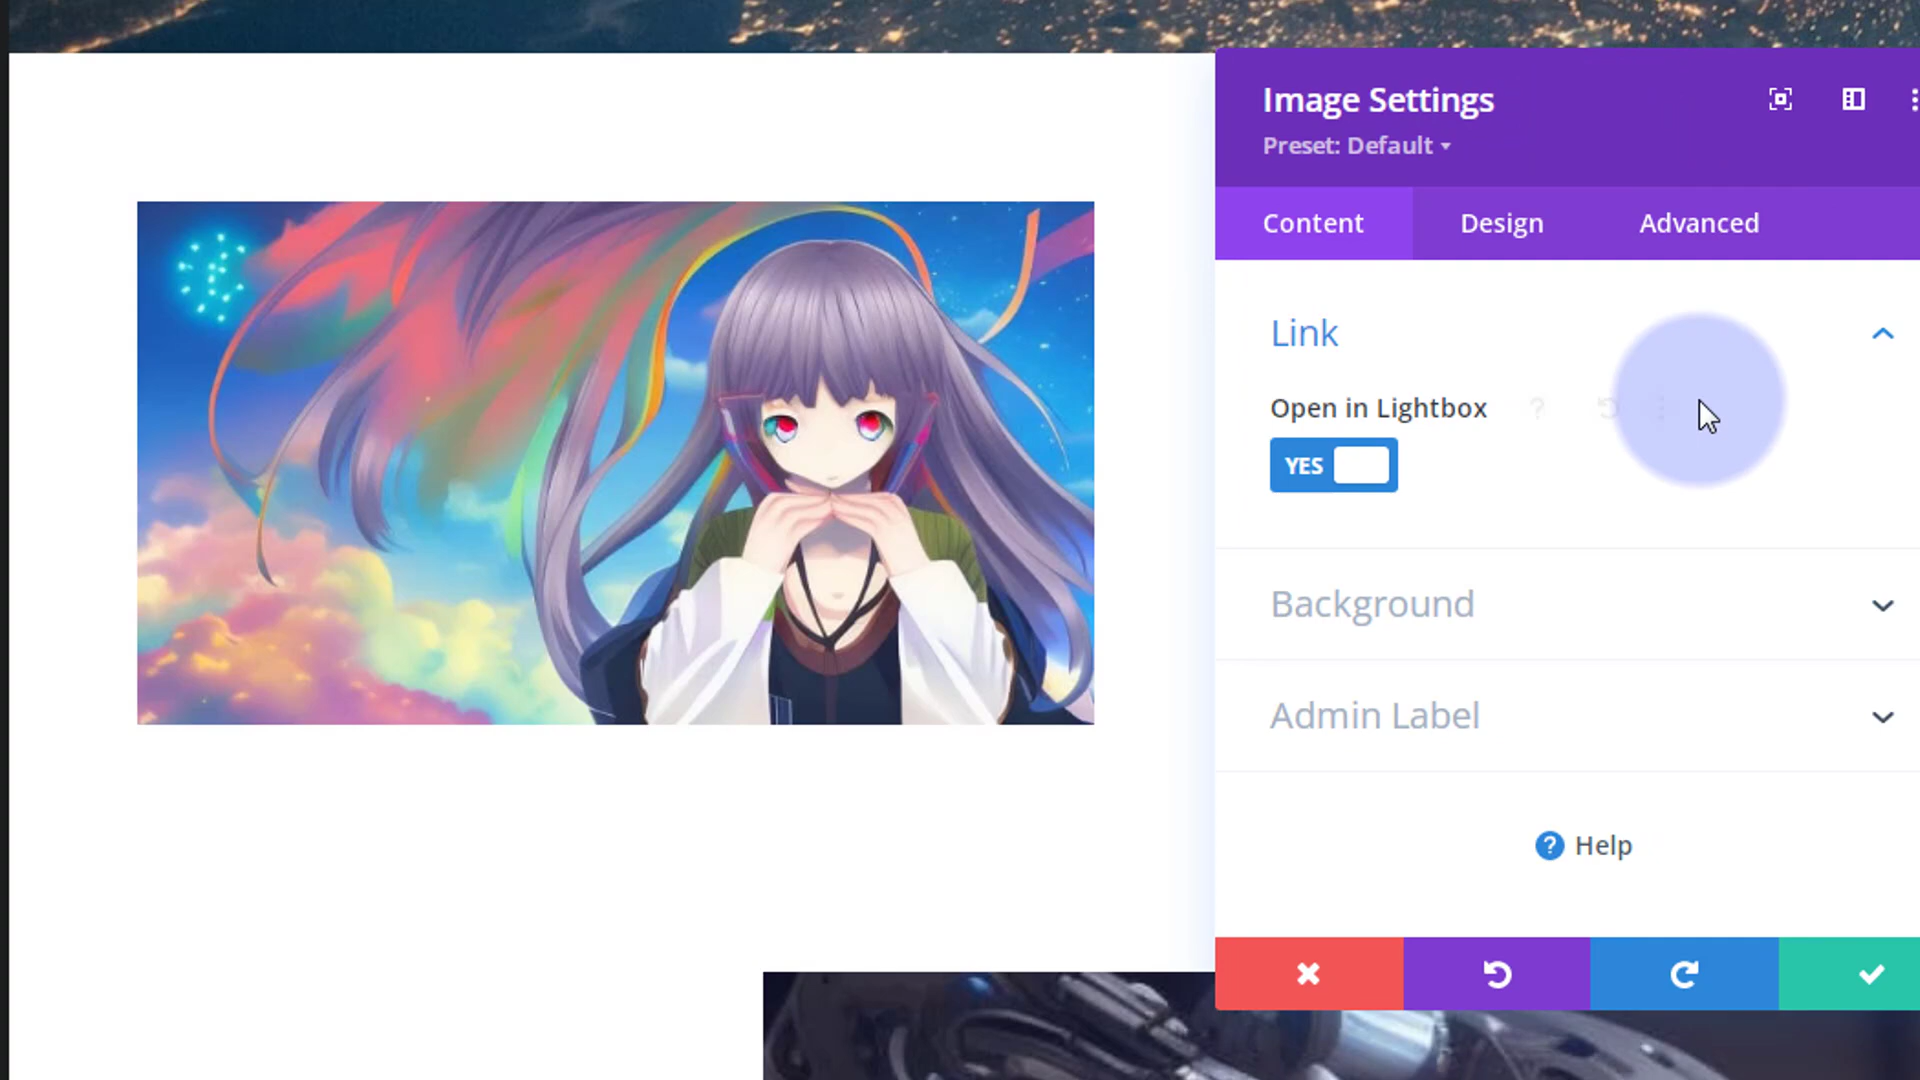 Image Settings
Preset: Default
Content
Design
Advanced
Link
Open in Lightbox
?
YES
Background
Admin Label
? Help